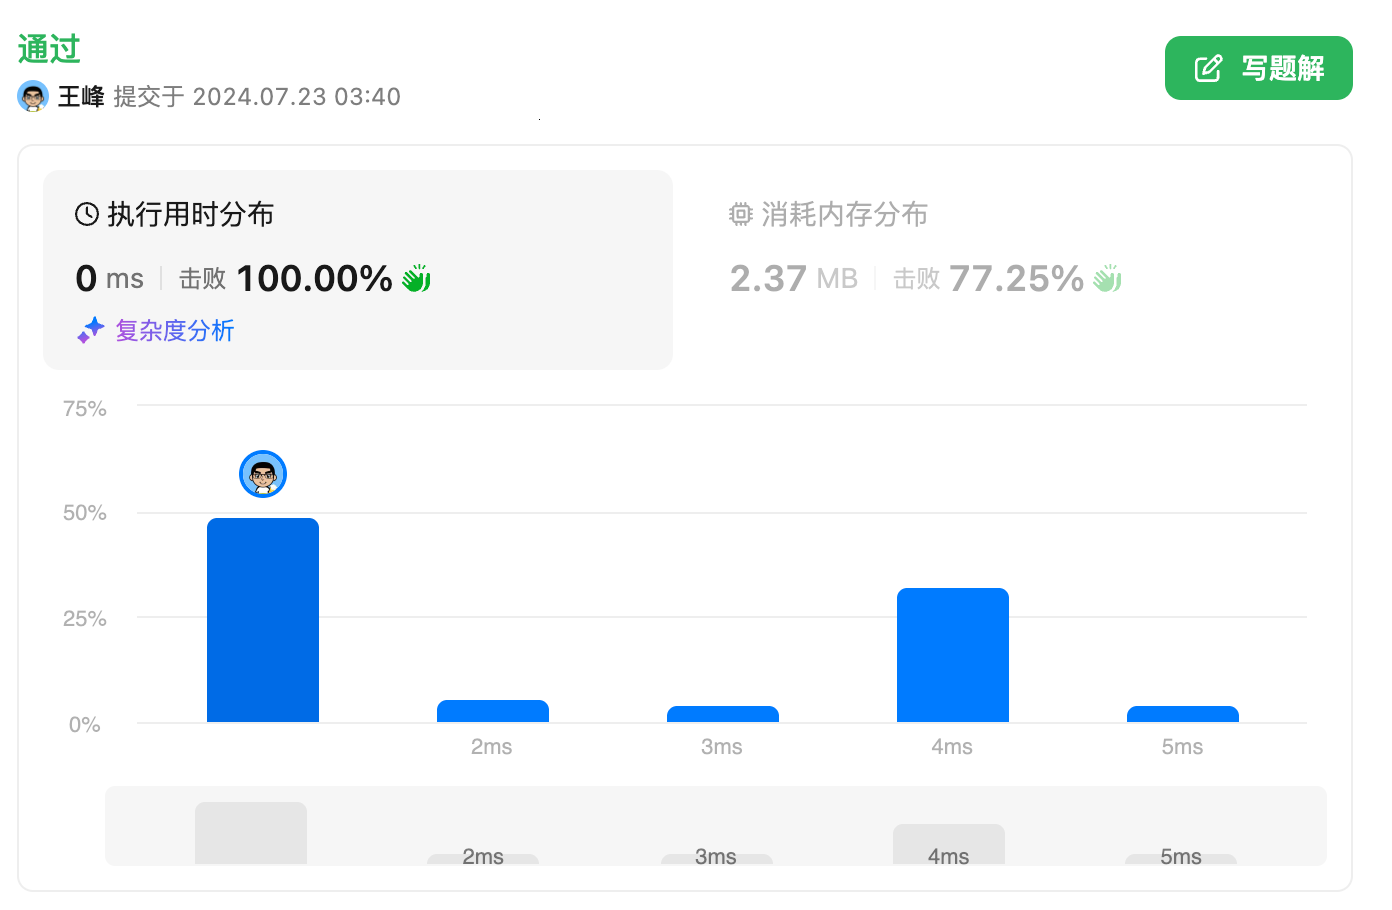 通过
王峰 提交于 2024.07.23 03:40
写题解
执行用时分布
0 ms 击败 100.00%
复杂度分析
消耗内存分布
2.37 MB 击败 77.25%
75%
50%
25%
0%
2ms 3ms 4ms 5ms
2ms 3ms 4ms 5ms